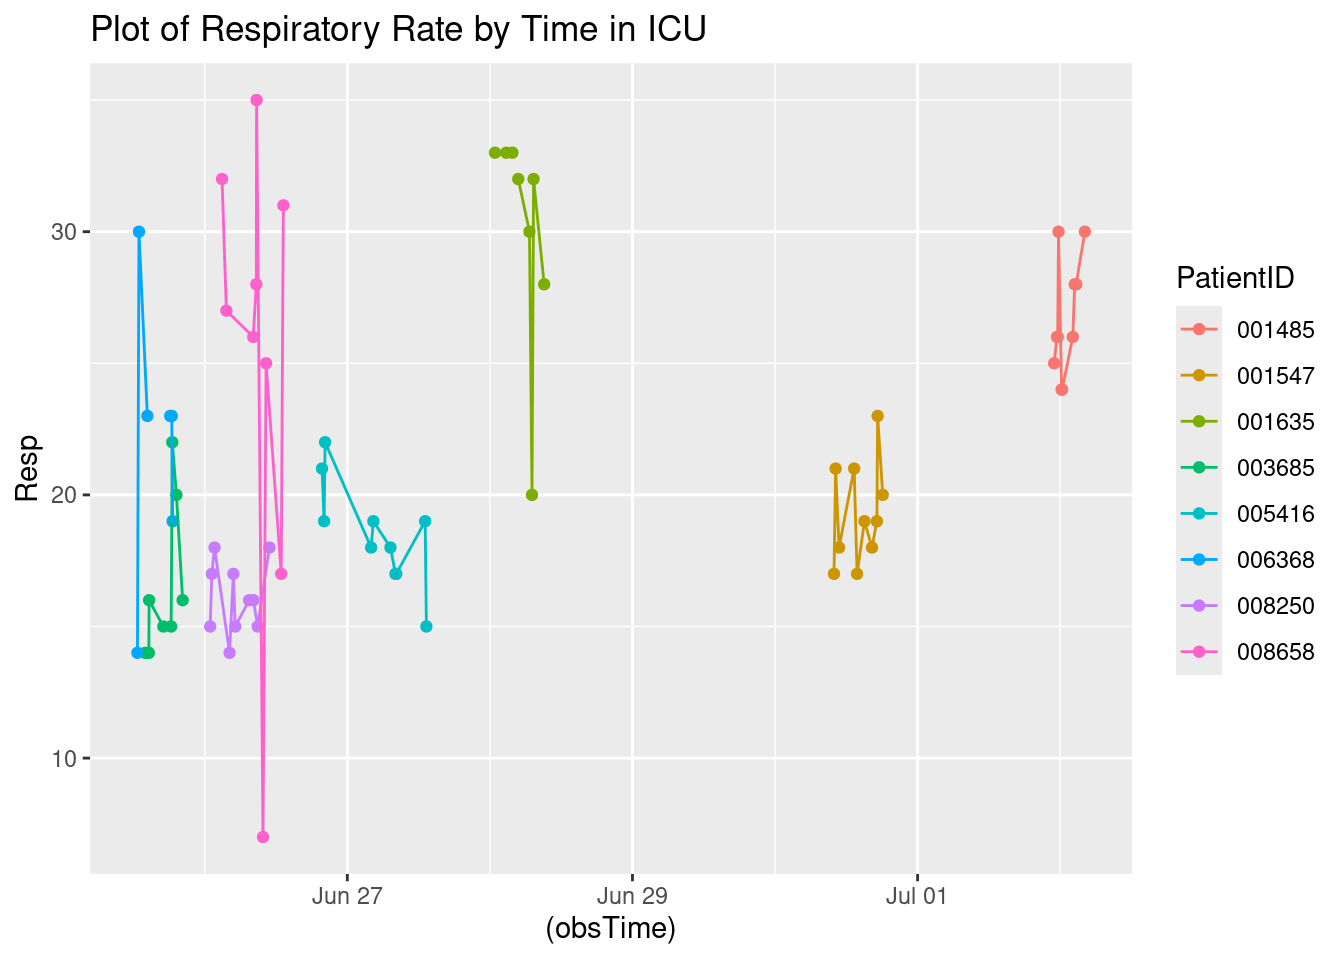 Plot of Respiratory Rate by Time in ICU
30
20
10
Resp
Jun 27
Jun 29
Jul 01
(obsTime)
PatientID
001485
001547
001635
003685
005416
006368
008250
008658